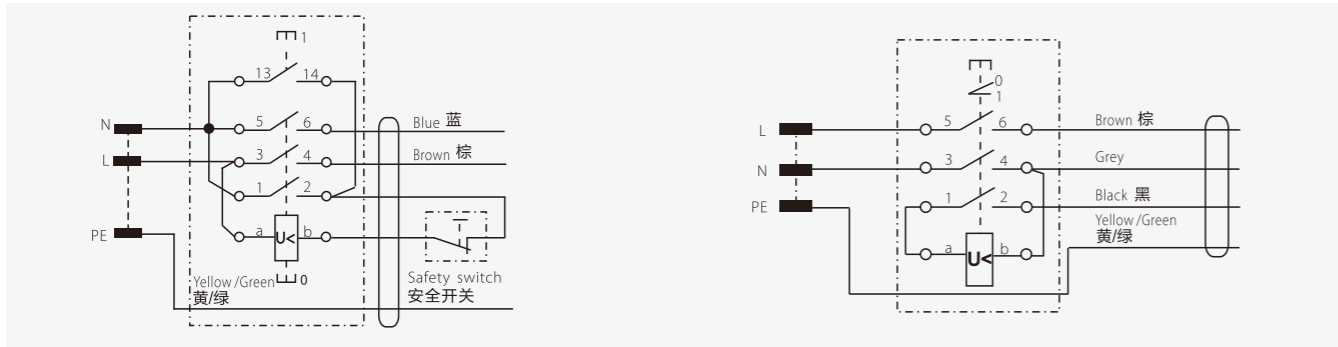 1
13 14
N
5 6
Blue 蓝
L
3 4
Brown 棕
1 2
PE
a U< b
Yellow /Green
黄/绿
0
Safety switch
安全开关
0
1
L
5 6
Brown 棕
N
3 4
Grey
PE
1 2
Black 黑
Yellow /Green
黄/绿
a U< b